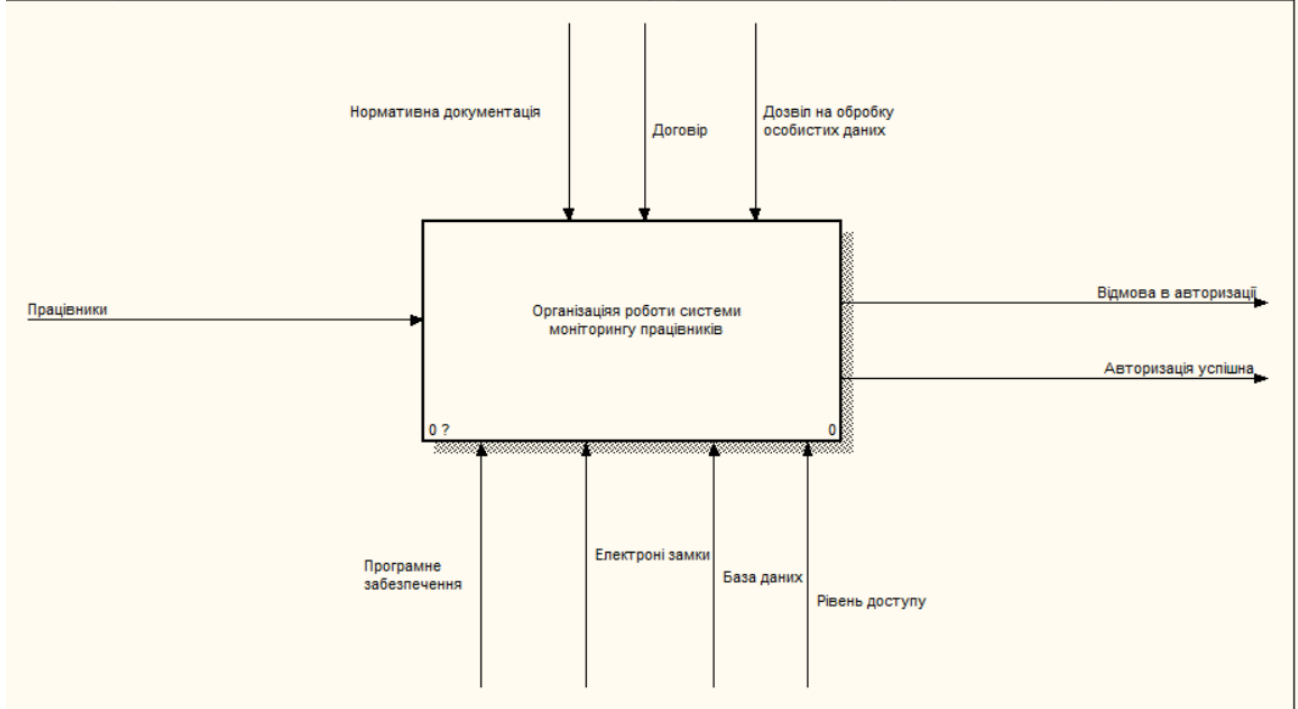 Нормативна документація
Договір
Дозвіл на обробку
особистих даних
Працівники
Організаціяя роботи системи
моніторингу працівників
Відмова в авторизації
Авторизація успішна
0 ?
0
Програмне
забезпечення
Електроні замки
База даних
Рівень доступу